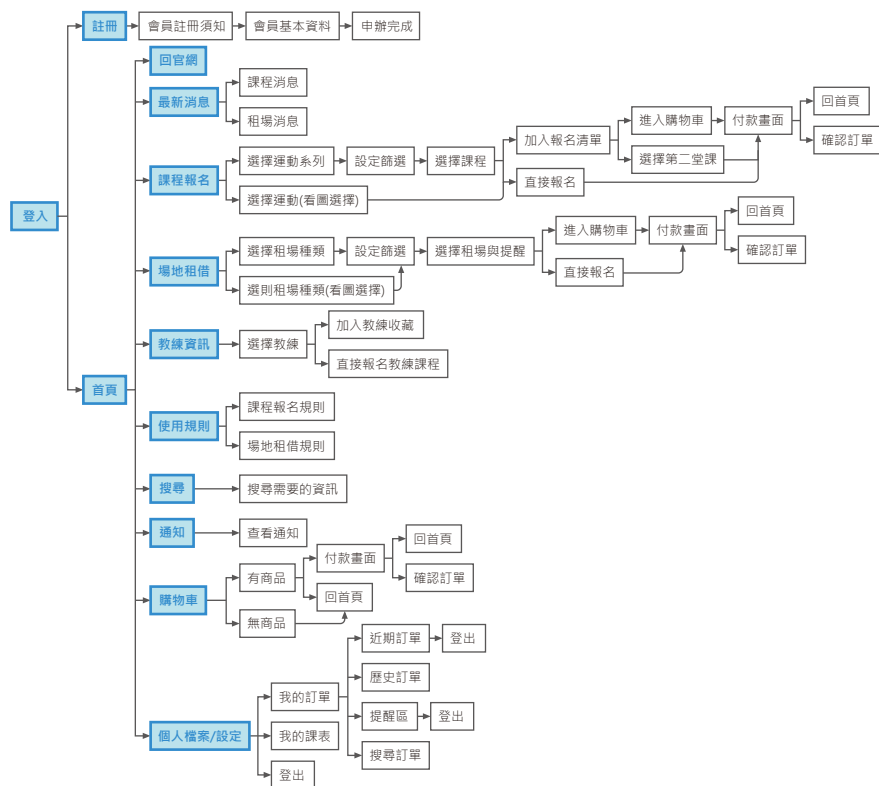 註冊
會員註冊須知
會員基本資料
申辦完成
回官網
最新消息
課程消息
租場消息
課程報名
選擇運動系列
設定篩選
選擇課程
加入報名清單
進入購物車
付款畫面
回首頁
確認訂單
選擇第二堂課
直接報名
選擇運動(看圖選擇)
登入
場地租借
選擇租場種類
設定篩選
選擇租場與提醒
進入購物車
付款畫面
回首頁
確認訂單
直接報名
選則租場種類(看圖選擇)
教練資訊
選擇教練
加入教練收藏
直接報名教練課程
首頁
使用規則
課程報名規則
場地租借規則
搜尋
搜尋需要的資訊
通知
查看通知
購物車
有商品
付款畫面
回首頁
確認訂單
回首頁
無商品
個人檔案/設定
我的訂單
近期訂單
登出
歷史訂單
提醒區
登出
搜尋訂單
我的課表
登出